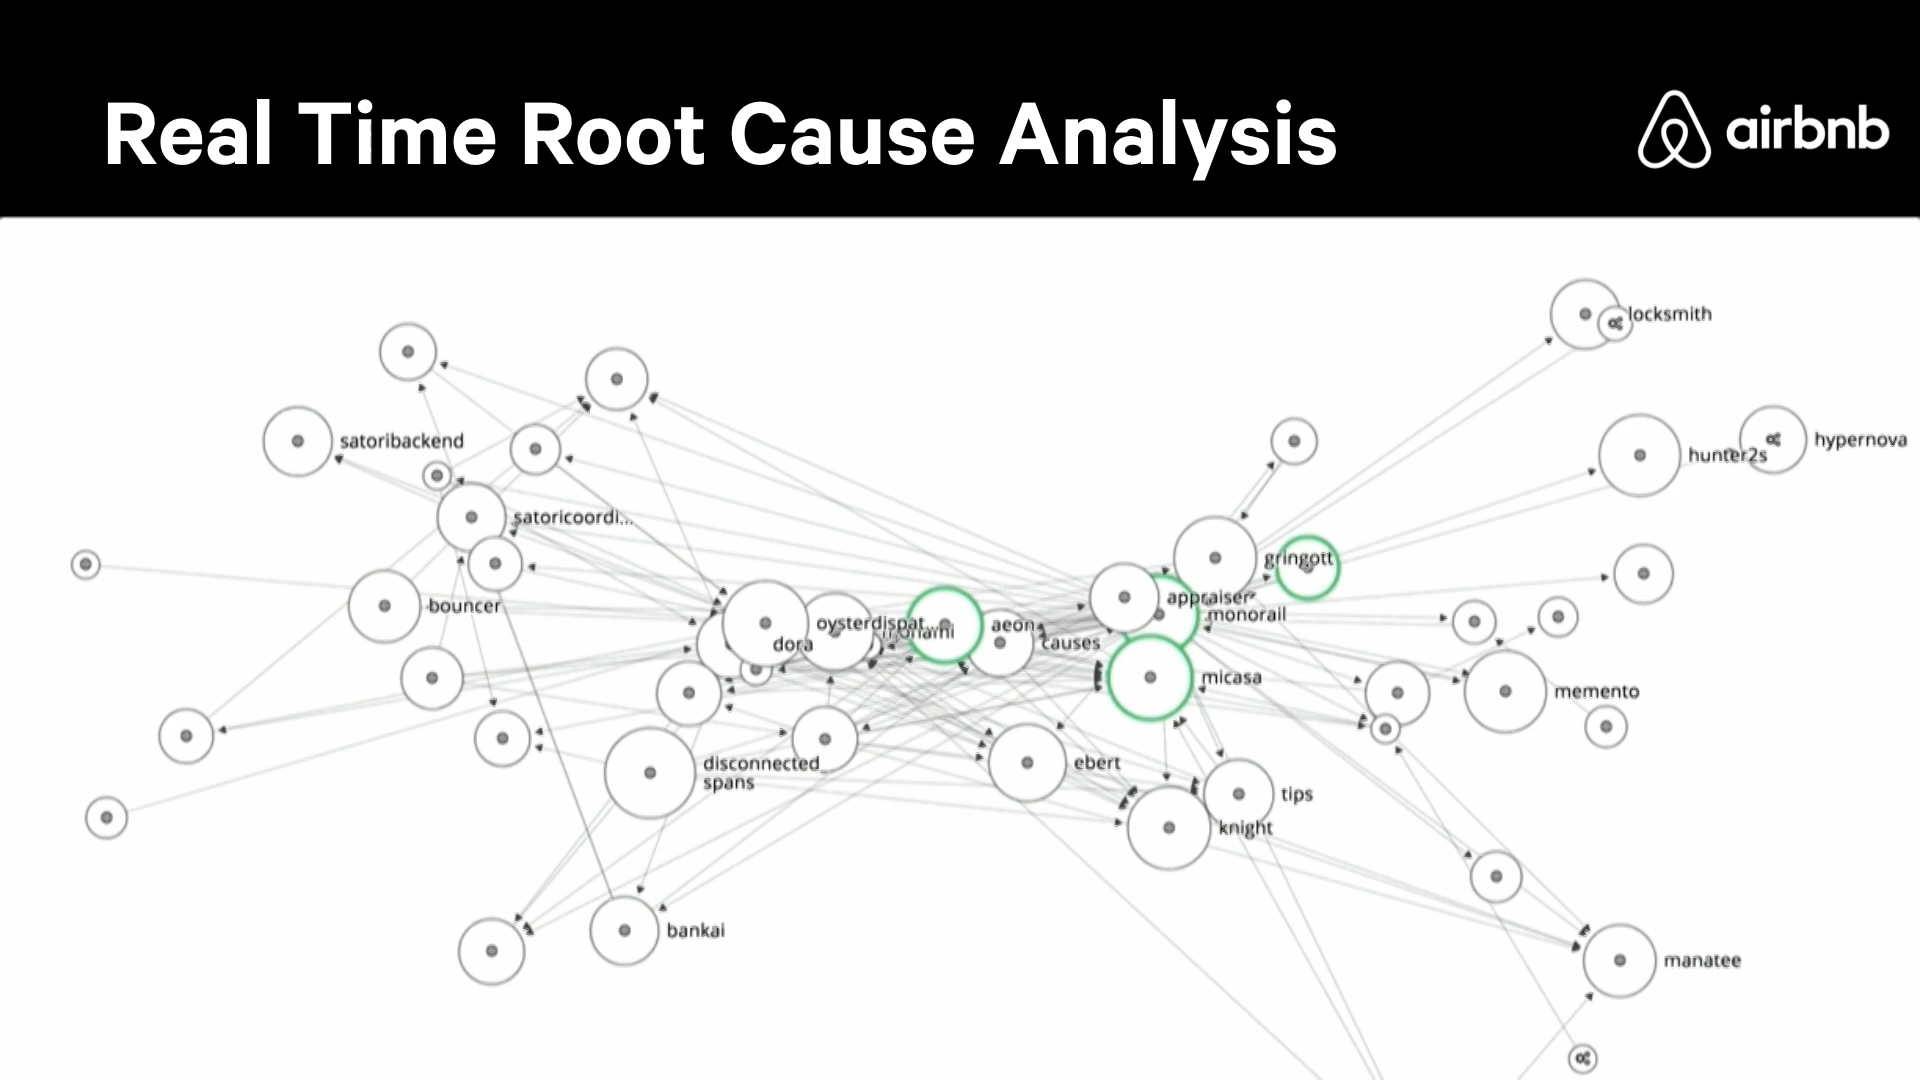 Real Time Root Cause Analysis
airbnb
locksmith
satoribackend
hunter2s
hypernova
satoricoordi...
gringott
bouncer
appraiser
monorail
oysterdispat...
aeon
dora
causes
micasa
memento
disconnected_
spans
ebert
tips
knight
bankai
manatee